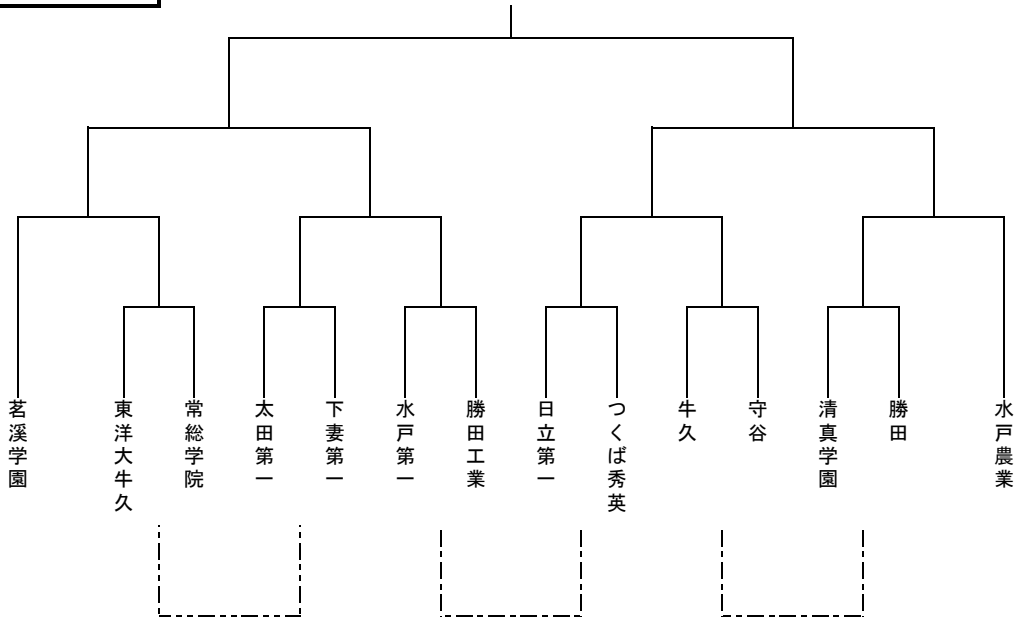 茗溪学園
東洋大牛久
常総学院
太田第一
下妻第一
水戸第一
勝田工業
日立第一
つくば秀英
牛久
守谷
清真学園
勝田
水戸農業